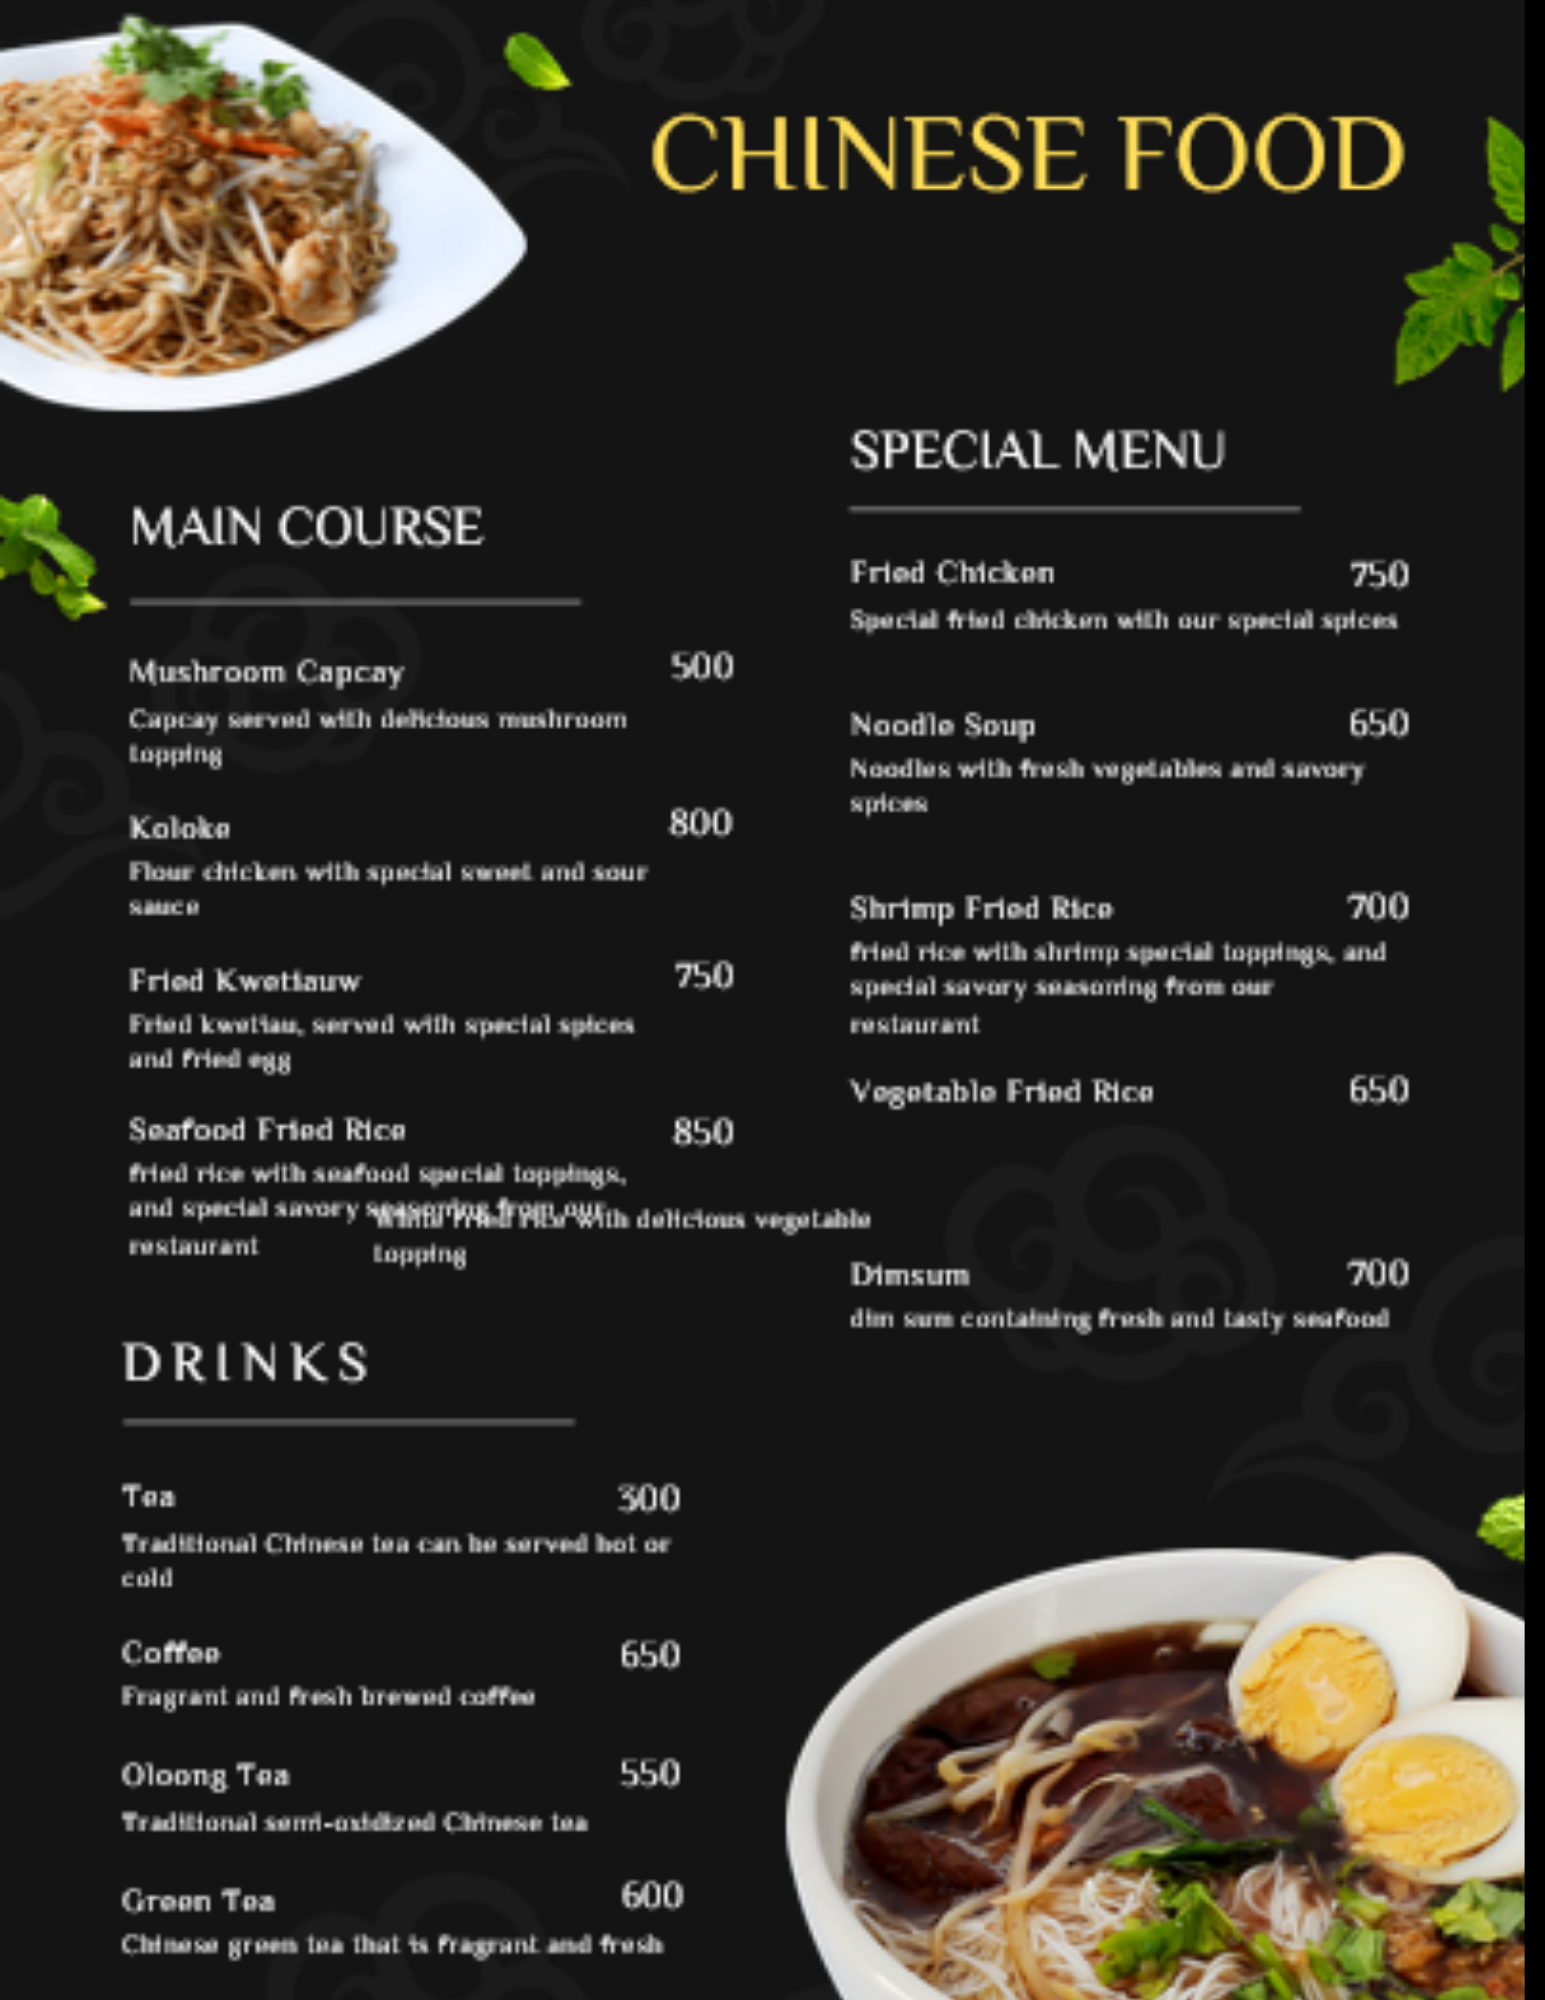 CHINESE FOOD
MAIN COURSE
Mushroom Capcay 500
Capcay served with delicious mushroom
topping
Koloke 800
Flour chicken with special sweet and sour
sauce
Fried Kwetiauw 750
Fried kwetiau, served with special spices
and fried egg
Seafood Fried Rice 850
fried rice with seafood special toppings,
and special savory seasoning from our
restaurant
DRINKS
Tea 300
Traditional Chinese tea can be served hot or
cold
Coffee 650
Fragrant and fresh brewed coffee
Oloong Tea 550
Traditional semi-oxidized Chinese tea
Green Tea 600
Chinese green tea that is fragrant and fresh
SPECIAL MENU
Fried Chicken 750
Special fried chicken with our special spices
Noodle Soup 650
Noodles with fresh vegetables and savory
spices
Shrimp Fried Rice 700
fried rice with shrimp special toppings, and
special savory seasoning from our
restaurant
Vegetable Fried Rice 650
White fried rice with delicious vegetable
topping
Dimsum 700
dim sum containing fresh and tasty seafood